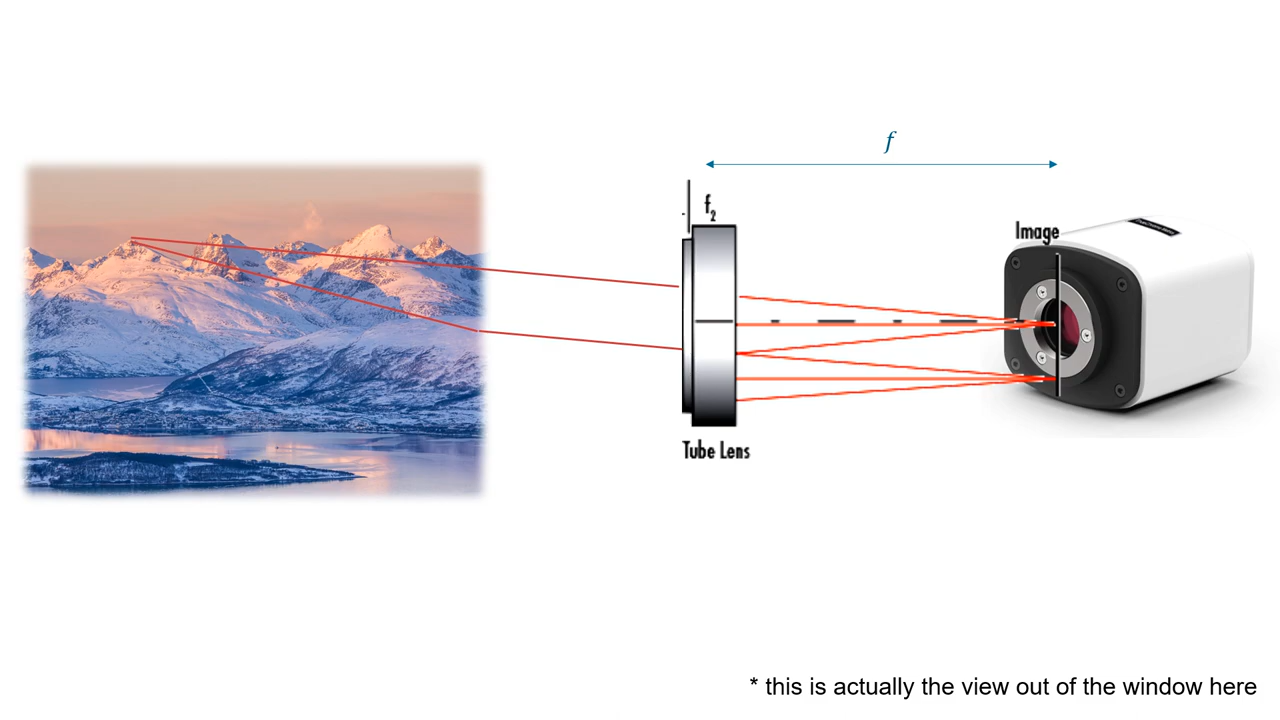 f
f2
Image
Tube Lens
* this is actually the view out of the window here